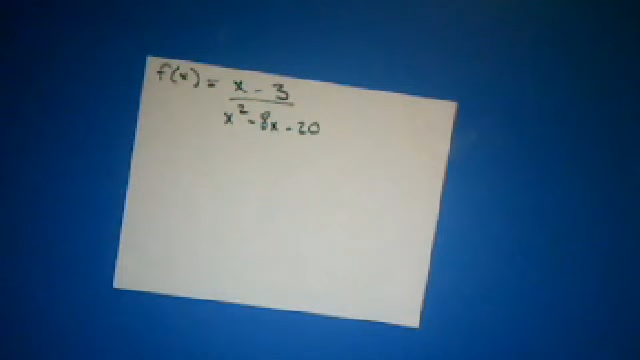 f(x) = x - 3
x² - 8x - 20